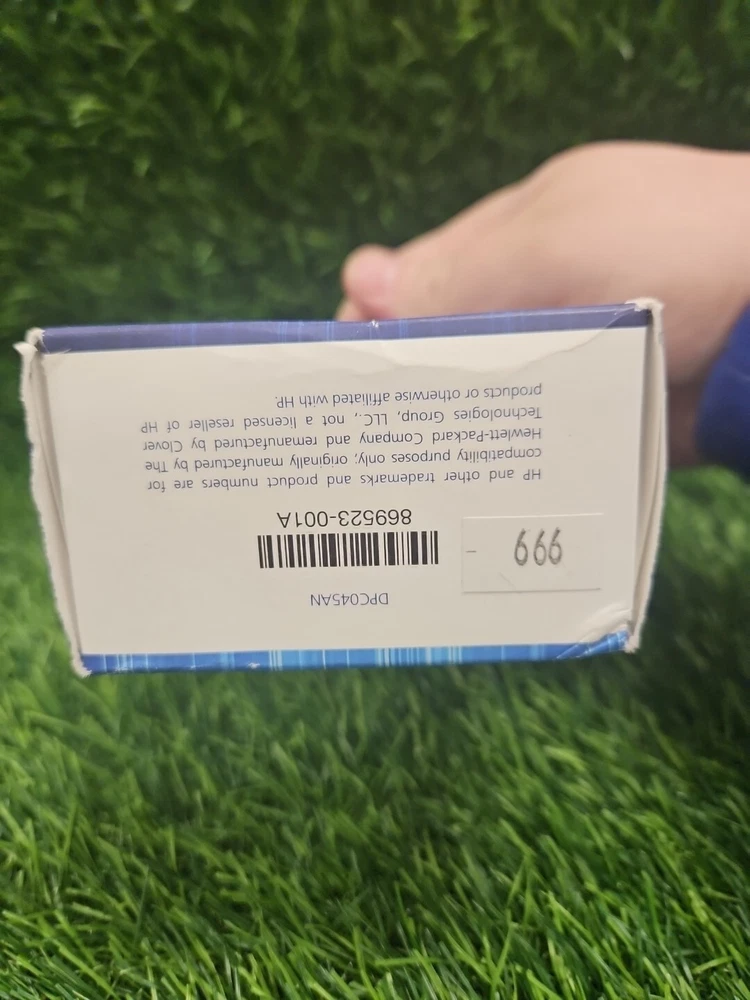 DPC045AN
999 -
869523-001A
HP and other trademarks and product numbers are for
compatibility purposes only; originally manufactured by The
Hewlett-Packard Company and remanufactured by Clover
Technologies Group, LLC., not a licensed reseller of HP
products or otherwise affiliated with HP.